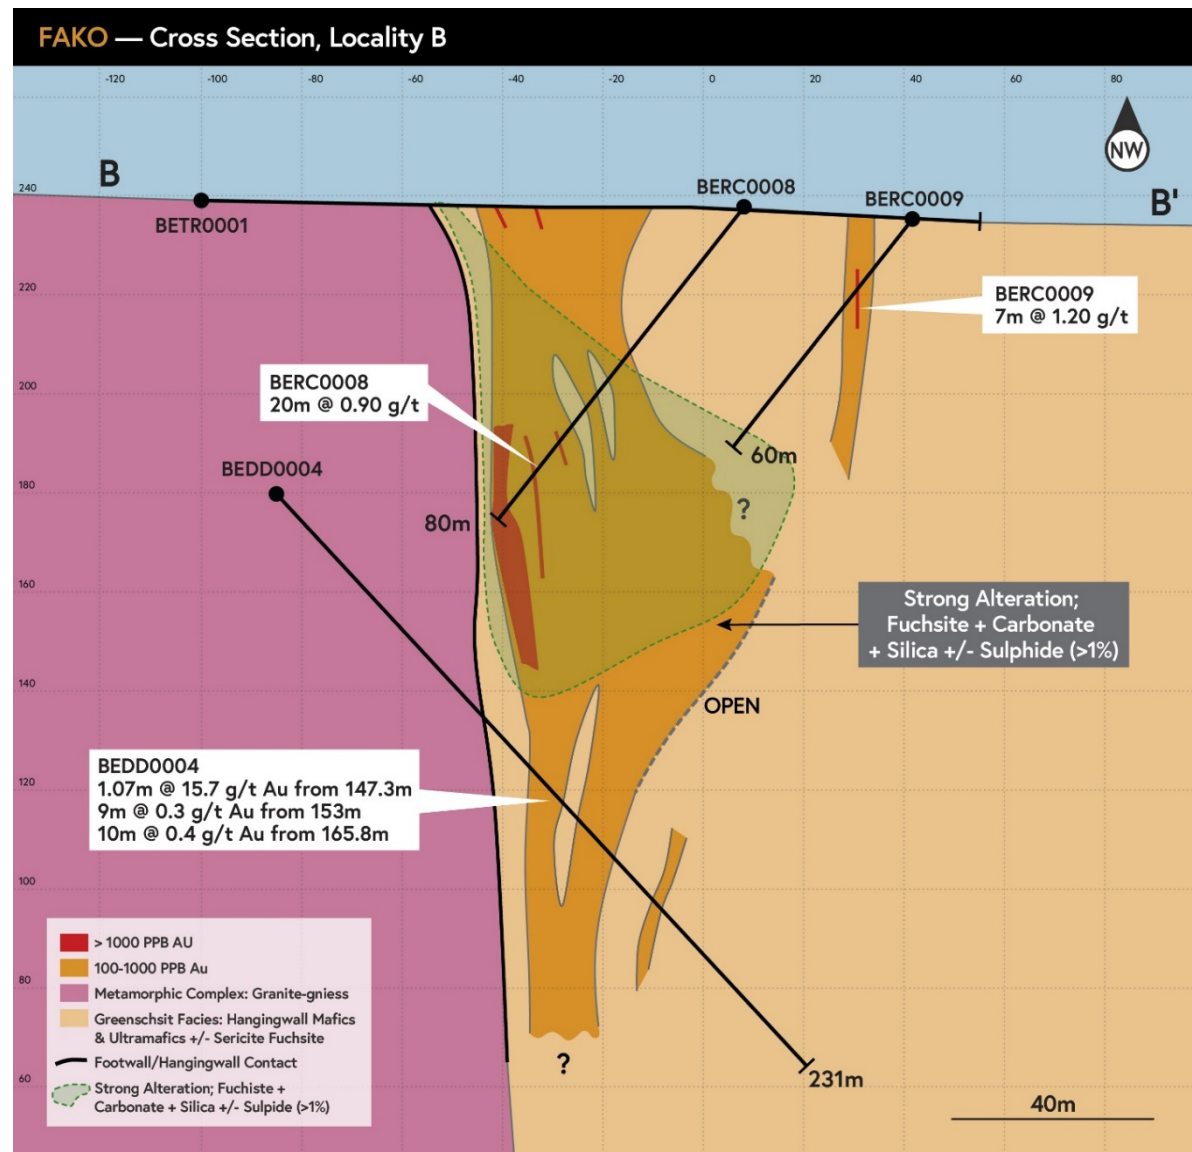 FAKO — Cross Section, Locality B
-120
-100
-80
-60
-40
-20
0
20
40
60
80
NW
B
B'
240
BETR0001
BERC0008
BERC0009
220
BERC0009
7m @ 1.20 g/t
200
BERC0008
20m @ 0.90 g/t
60m
BEDD0004
180
?
80m
160
Strong Alteration;
Fuchsite + Carbonate
+ Silica +/- Sulphide (>1%)
140
OPEN
BEDD0004
1.07m @ 15.7 g/t Au from 147.3m
9m @ 0.3 g/t Au from 153m
10m @ 0.4 g/t Au from 165.8m
120
100
> 1000 PPB AU
100-1000 PPB Au
80
Metamorphic Complex: Granite-gniess
Greenschsit Facies: Hangingwall Mafics
& Ultramafics +/- Sericite Fuchsite
Footwall/Hangingwall Contact
?
60
Strong Alteration; Fuchiste +
Carbonate + Silica +/- Sulpide (>1%)
231m
40m